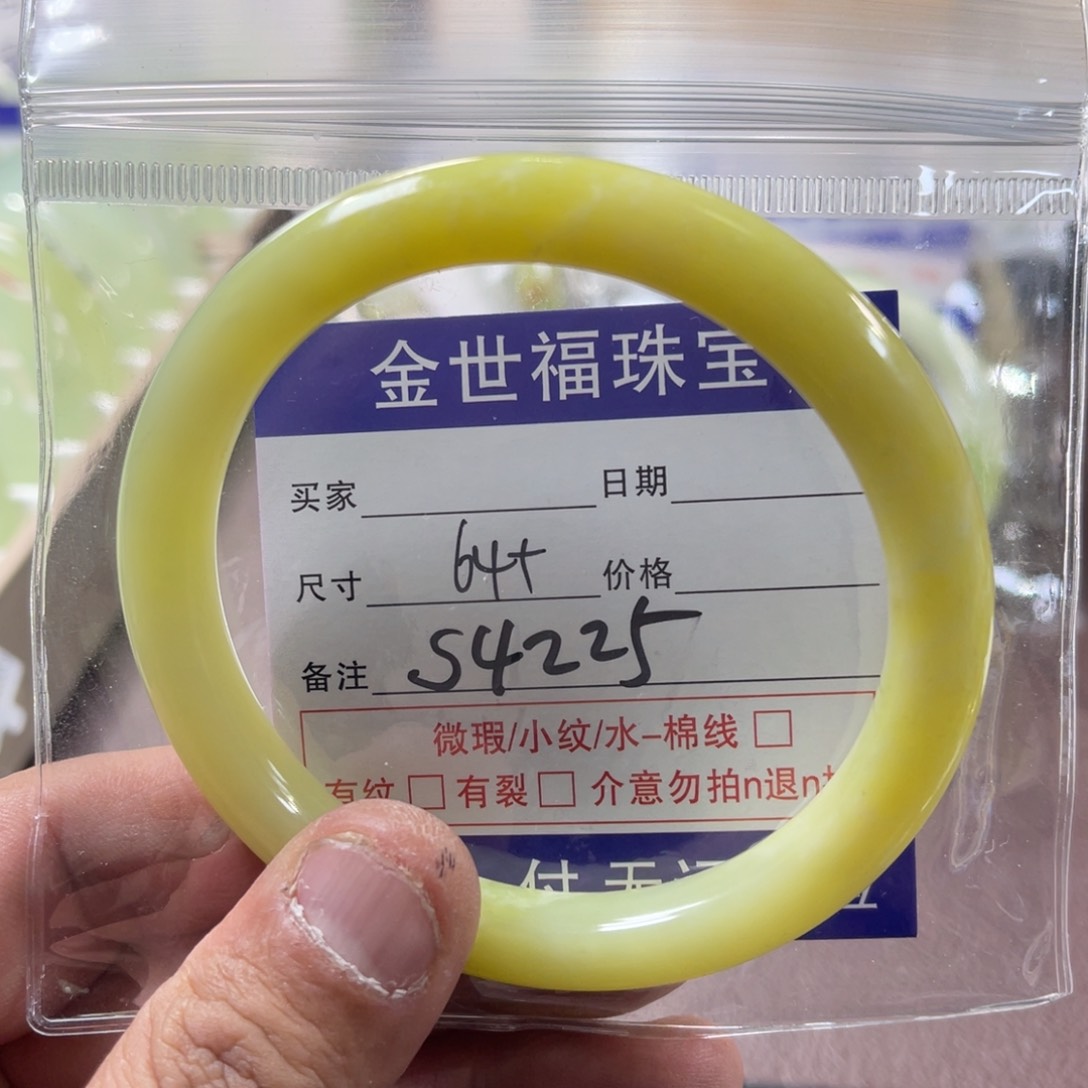 金世福珠宝
买家 日期
尺寸 64+ 价格
备注 S4225
微瑕/小纹/水-棉线 □
有纹 □ 有裂 □ 介意勿拍n退n
付